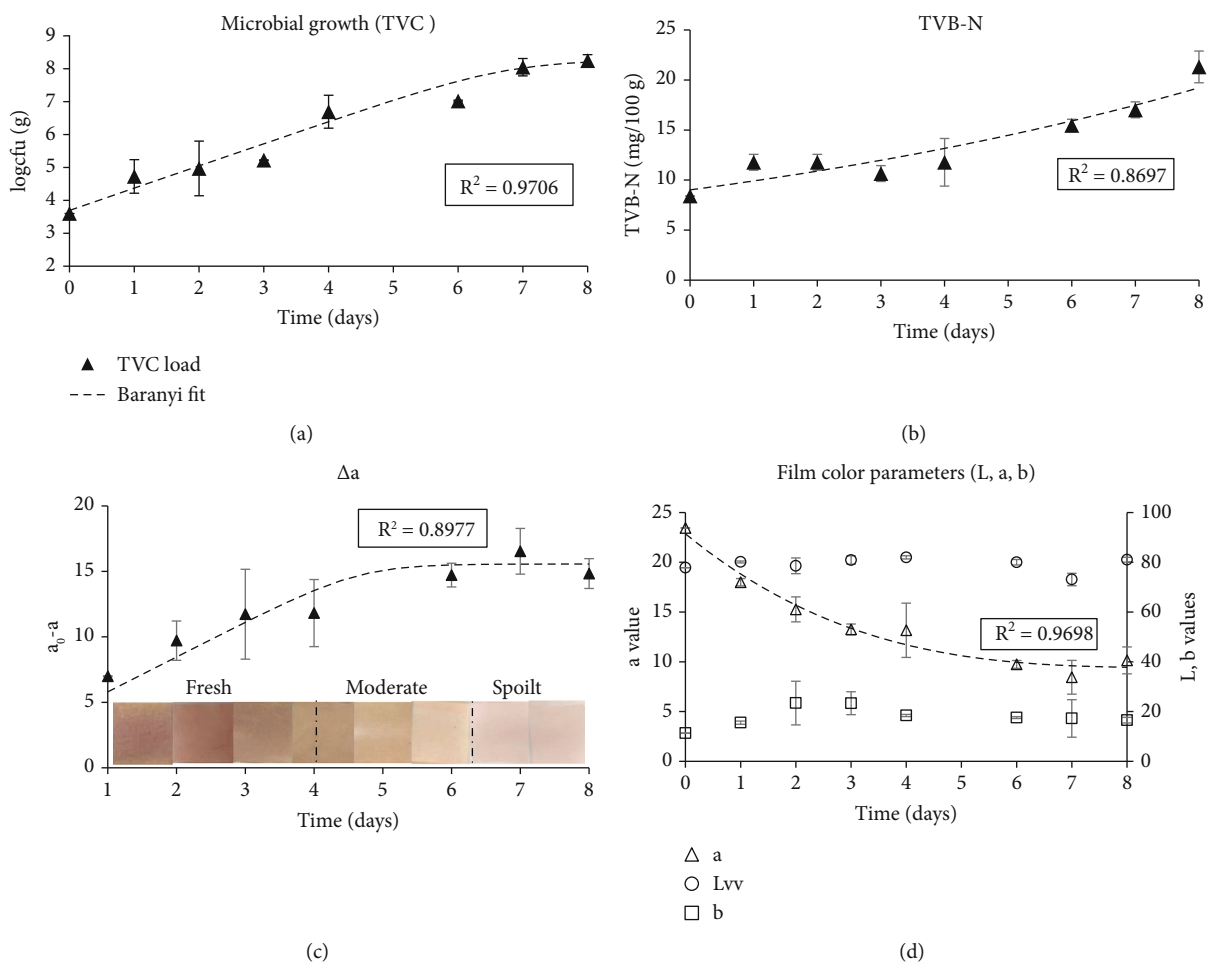 Microbial growth (TVC )
9
8
7
6
5
4
3
2
logcfu (g)
R² = 0.9706
0 1 2 3 4 5 6 7 8
Time (days)
TVC load
Baranyi fit
(a)
TVB-N
25
20
15
10
5
0
TVB-N (mg/100 g)
R² = 0.8697
0 1 2 3 4 5 6 7 8
Time (days)
(b)
Δa
20
15
10
5
0
a₀-a
R² = 0.8977
Fresh Moderate Spoilt
1 2 3 4 5 6 7 8
Time (days)
(c)
Film color parameters (L, a, b)
25
20
15
10
5
0
a value
R² = 0.9698
100
80
60
40
20
0
L, b values
0 1 2 3 4 5 6 7 8
Time (days)
a
Lvv
b
(d)